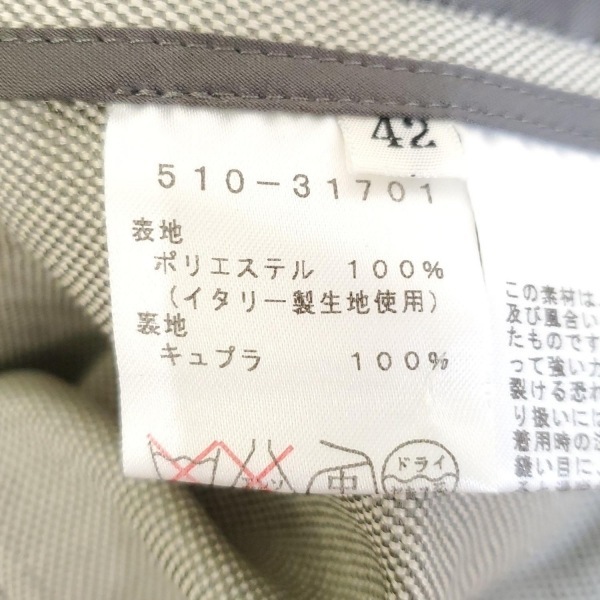 42
510-31701
表地
ポリエステル 100%
(イタリー製生地使用)
裏地
キュプラ 100%
中
ドライ
この素材は
及び風合い
たものです
って強い力
裂ける恐れ
り扱いには
着用時の注
縫い目に、